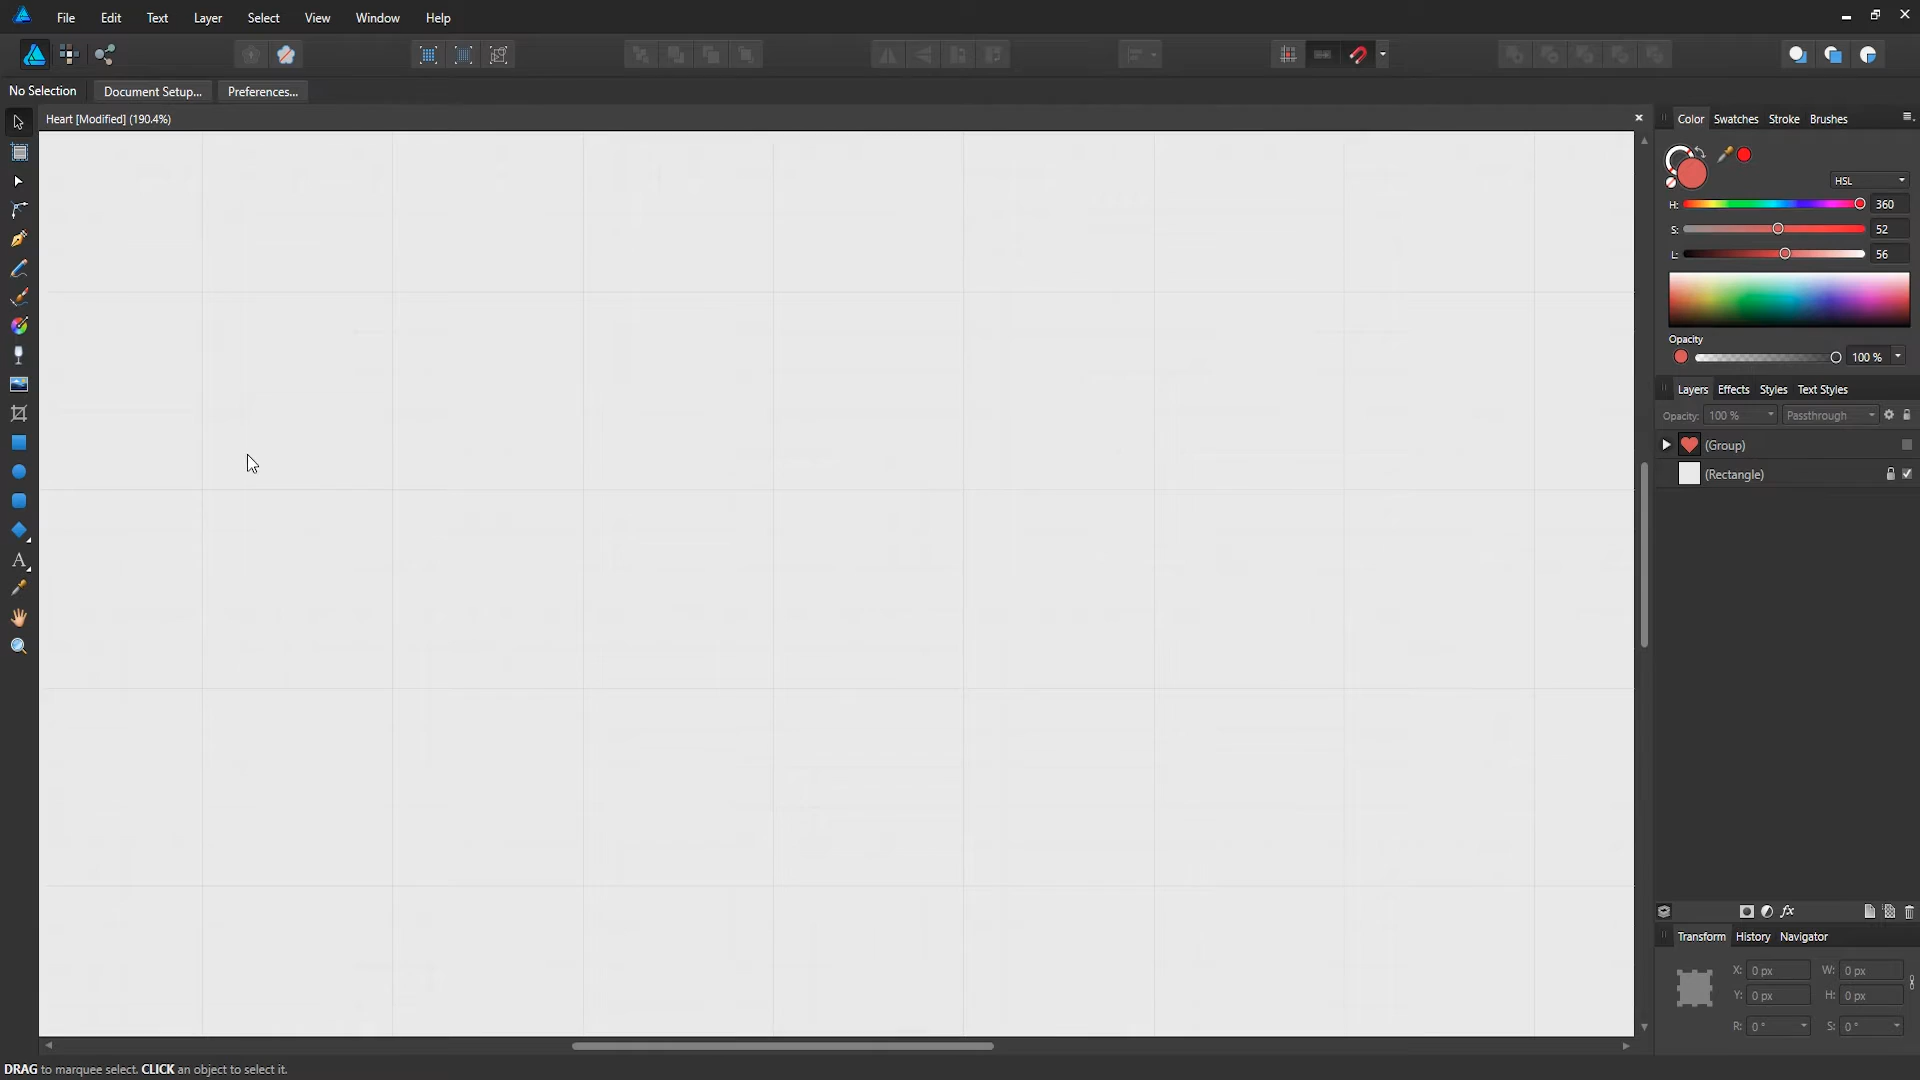 File Edit Text Layer Select View Window Help
No Selection Document Setup... Preferences...
Heart [Modified] (190.4%)
Color Swatches Stroke Brushes
HSL
H: 360
S: 52
L: 56
Opacity
100 %
Layers Effects Styles Text Styles
Opacity: 100 % Passthrough
(Group)
(Rectangle)
fx
Transform History Navigator
X: 0 px W: 0 px
Y: 0 px H: 0 px
R: 0 ° S: 0 °
DRAG to marquee select. CLICK an object to select it.